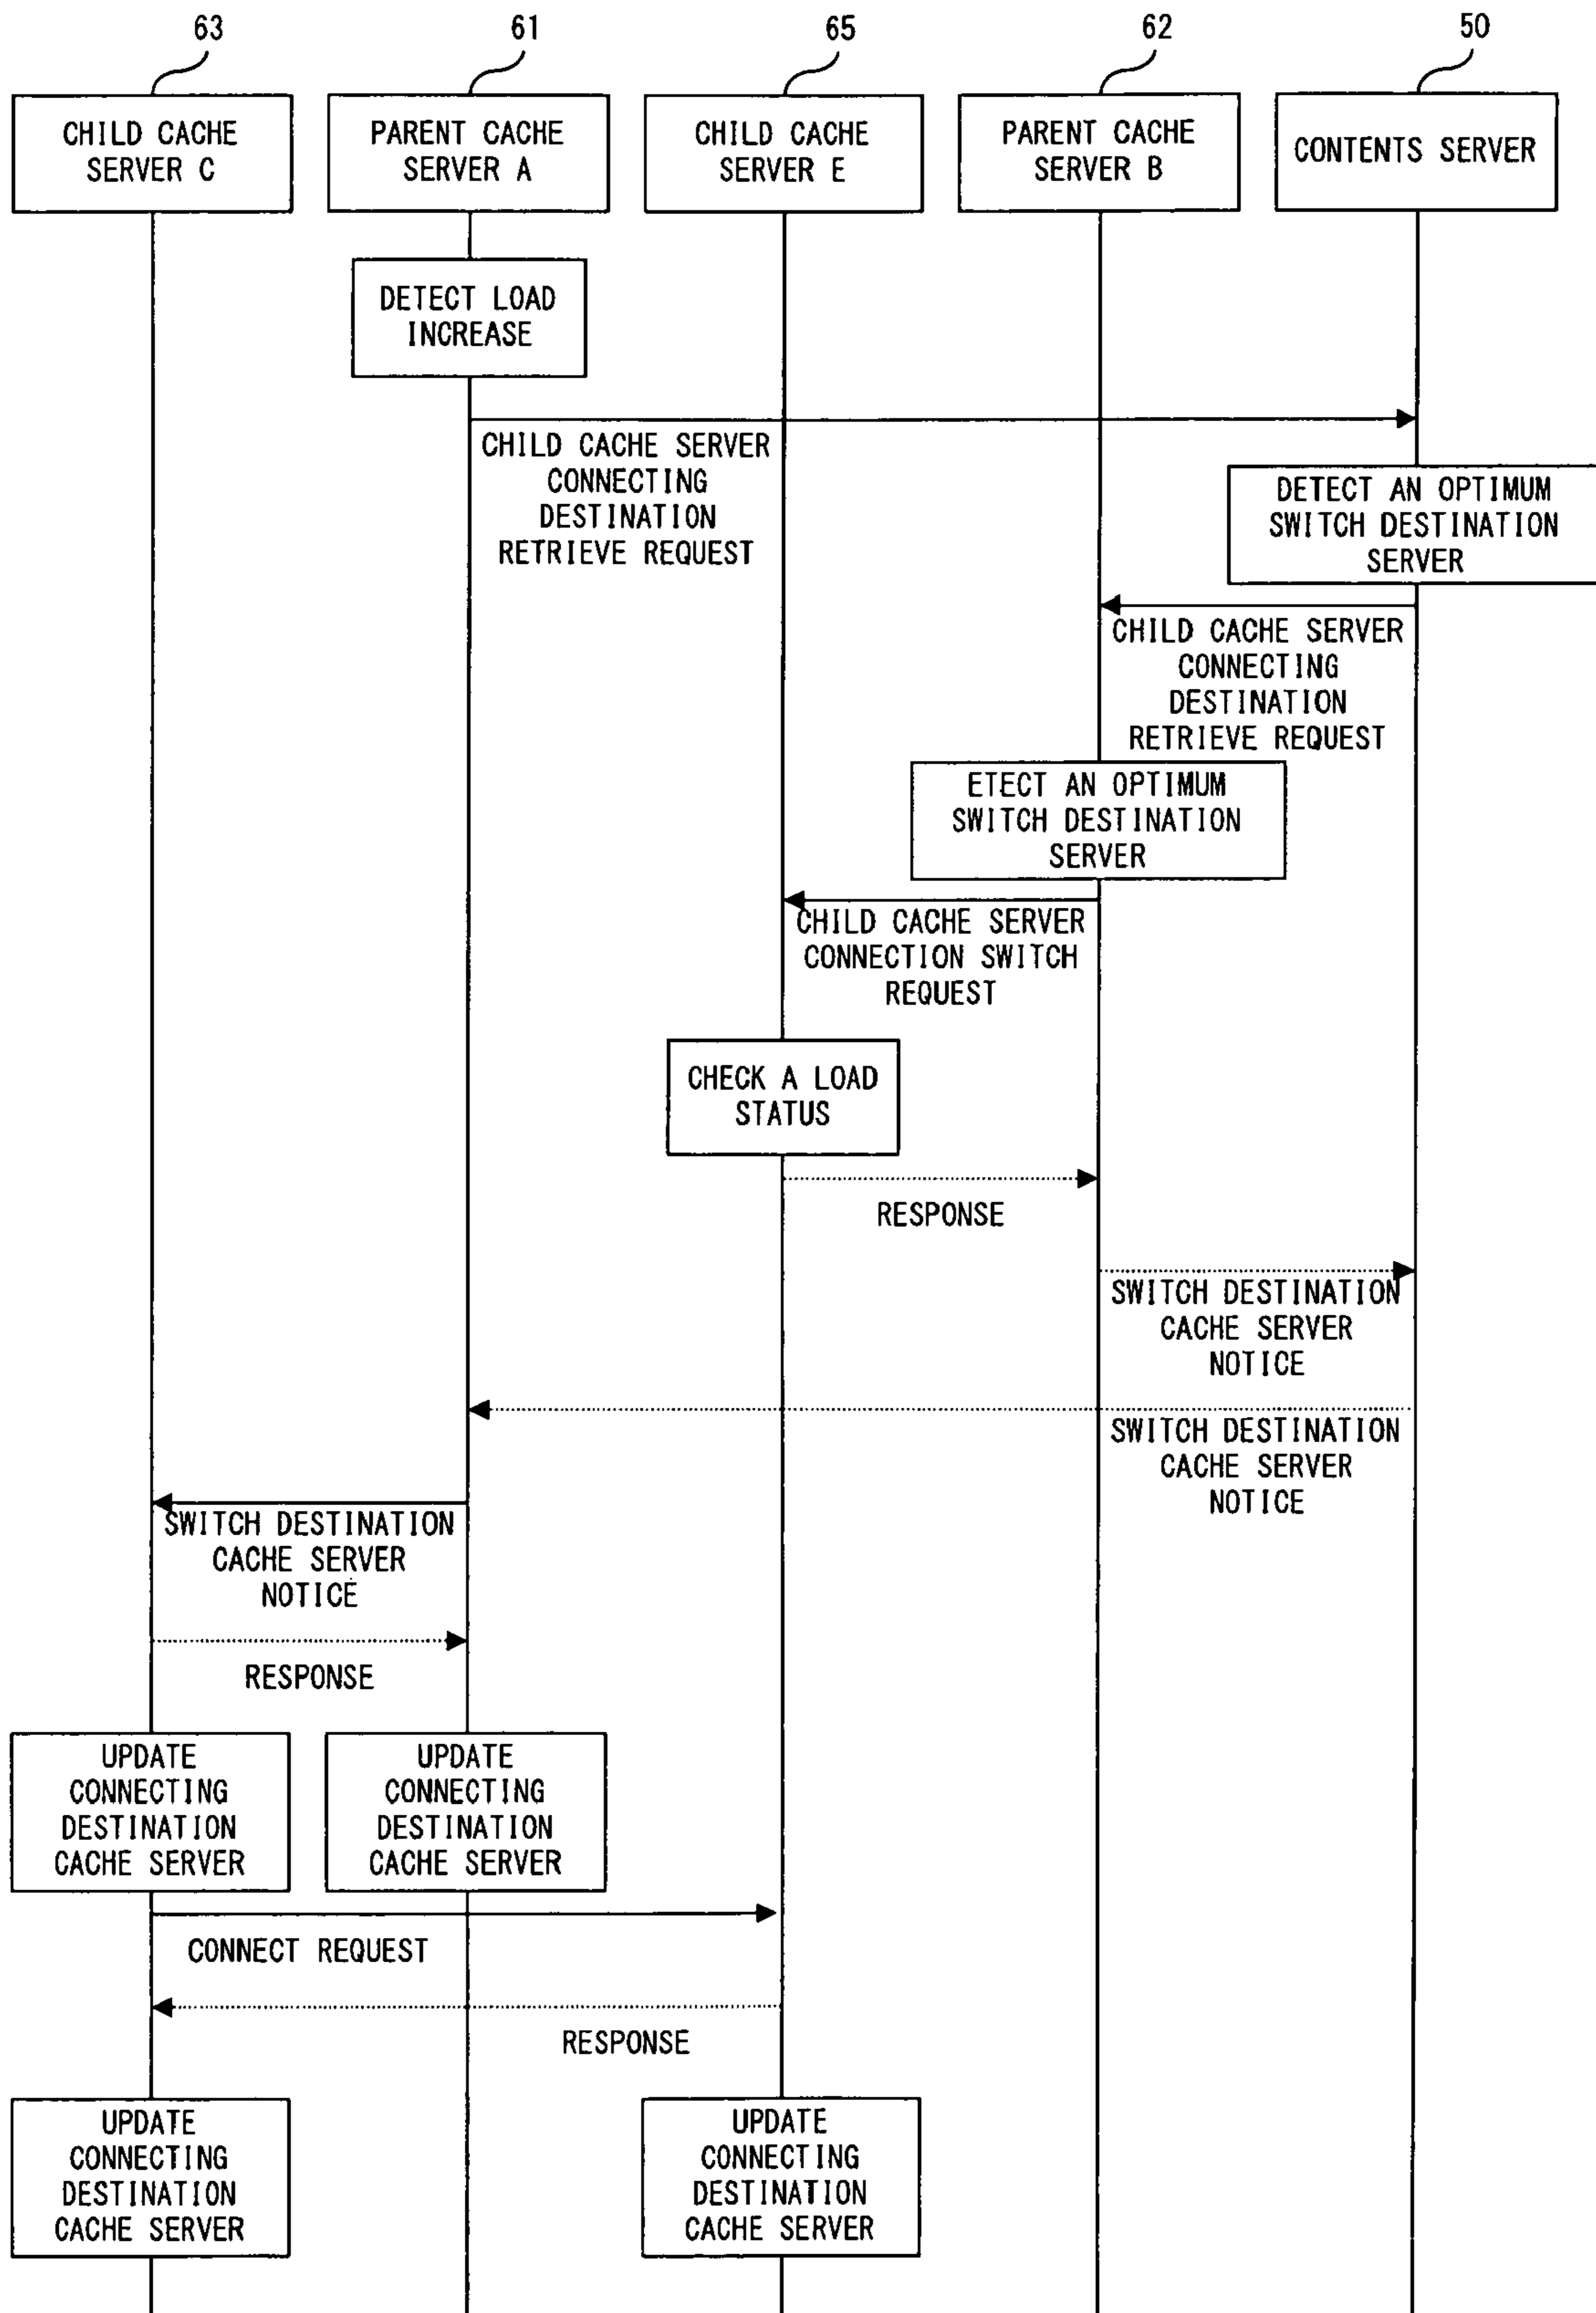 63
61
65
62
50
CHILD CACHE
SERVER C
PARENT CACHE
SERVER A
CHILD CACHE
SERVER E
PARENT CACHE
SERVER B
CONTENTS SERVER
DETECT LOAD
INCREASE
CHILD CACHE SERVER
CONNECTING
DESTINATION
RETRIEVE REQUEST
DETECT AN OPTIMUM
SWITCH DESTINATION
SERVER
CHILD CACHE SERVER
CONNECTING
DESTINATION
RETRIEVE REQUEST
ETECT AN OPTIMUM
SWITCH DESTINATION
SERVER
CHILD CACHE SERVER
CONNECTION SWITCH
REQUEST
CHECK A LOAD
STATUS
RESPONSE
SWITCH DESTINATION
CACHE SERVER
NOTICE
SWITCH DESTINATION
CACHE SERVER
NOTICE
SWITCH DESTINATION
CACHE SERVER
NOTICE
RESPONSE
UPDATE
CONNECTING
DESTINATION
CACHE SERVER
UPDATE
CONNECTING
DESTINATION
CACHE SERVER
CONNECT REQUEST
RESPONSE
UPDATE
CONNECTING
DESTINATION
CACHE SERVER
UPDATE
CONNECTING
DESTINATION
CACHE SERVER